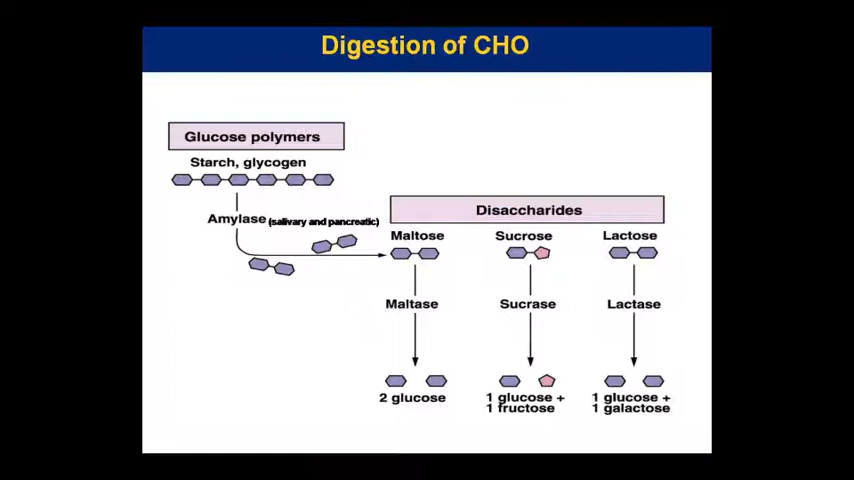 Digestion of CHO
Glucose polymers
Starch, glycogen
Amylase (salivary and pancreatic)
Disaccharides
Maltose
Sucrose
Lactose
Maltase
Sucrase
Lactase
2 glucose
1 glucose +
1 fructose
1 glucose +
1 galactose